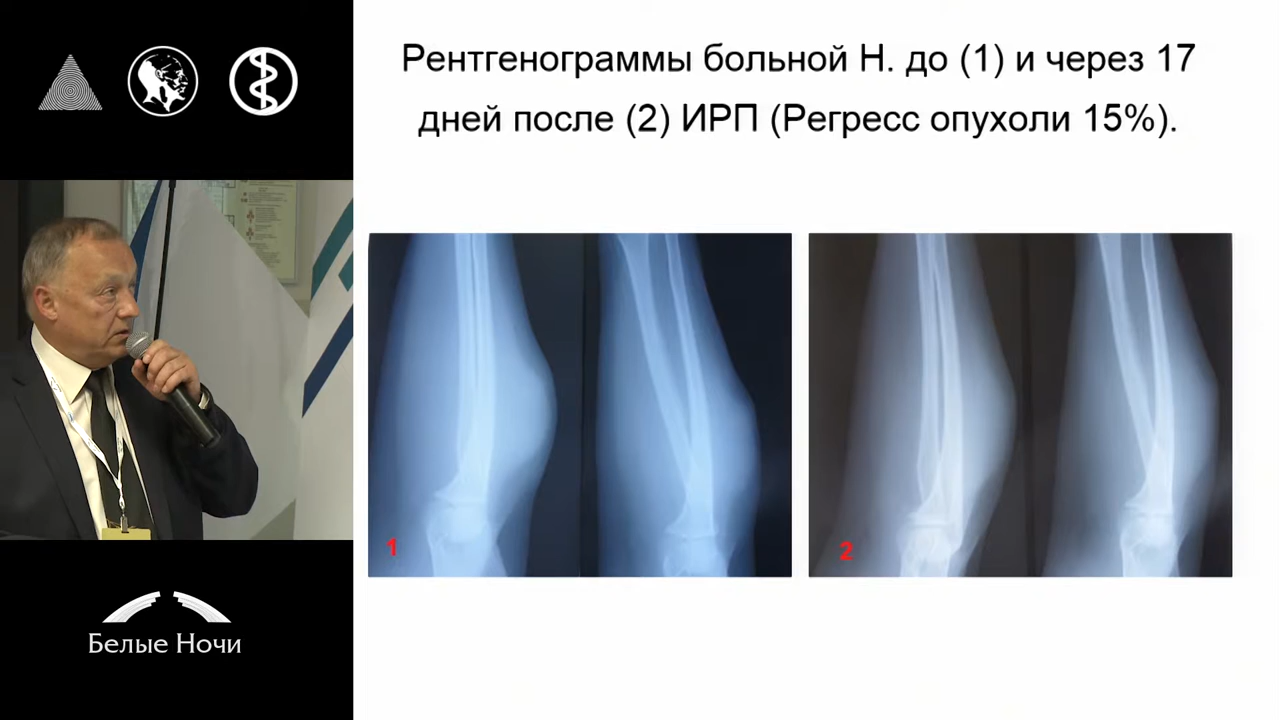 Рентгенограммы больной Н. до (1) и через 17
дней после (2) ИРП (Регресс опухоли 15%).
1
2
Белые Ночи